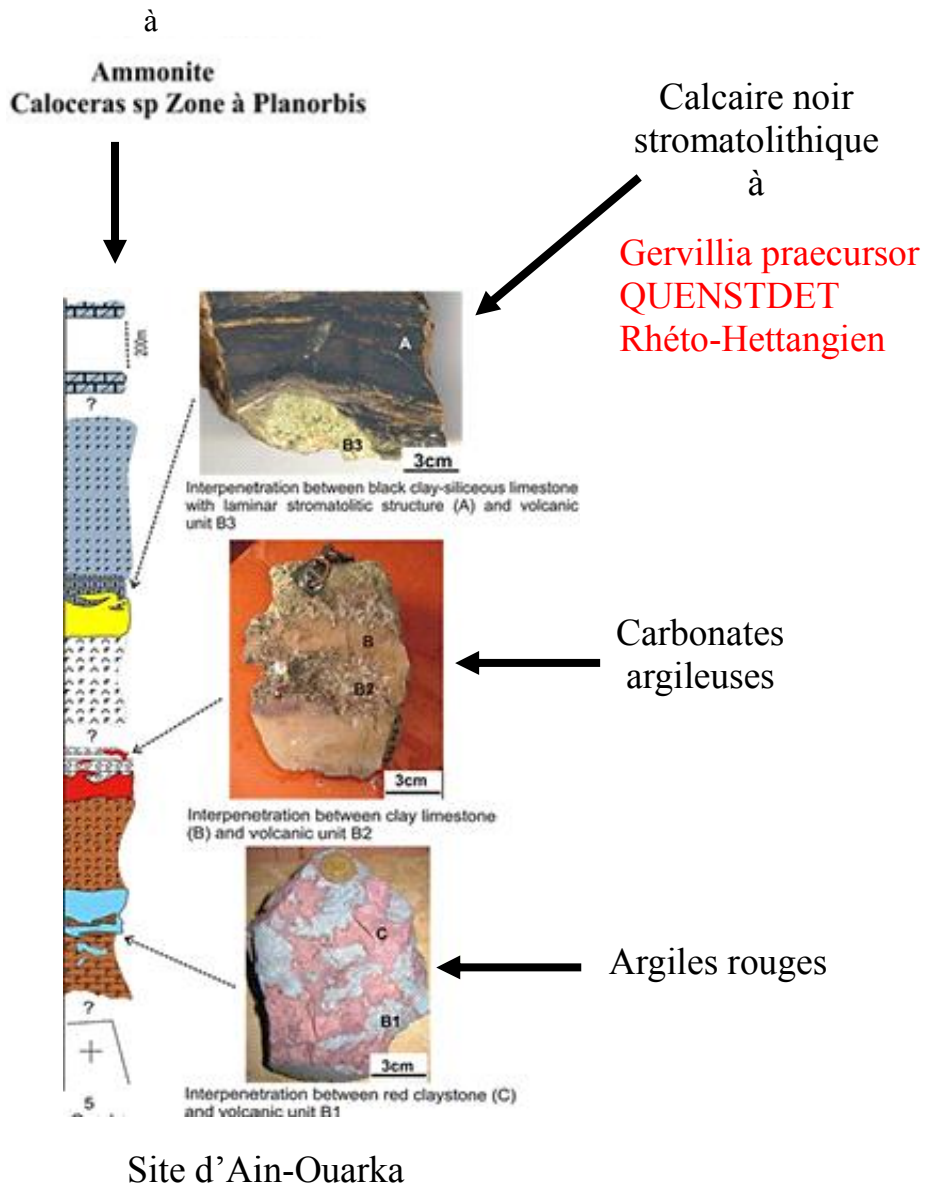 à
Ammonite
Caloceras sp Zone à Planorbis
Calcaire noir
stromatolithique
à
Gervillia praecursor
QUENSTDET
Rhéto-Hettangien
200m
?
A
B3
3cm
Interpenetration between black clay-siliceous limestone
with laminar stromatolitic structure (A) and volcanic
unit B3
B
B2
3cm
Carbonates
argileuses
?
Interpenetration between clay limestone
(B) and volcanic unit B2
C
B1
3cm
Argiles rouges
?
Interpenetration between red claystone (C)
and volcanic unit B1
5
Site d’Ain-Ouarka